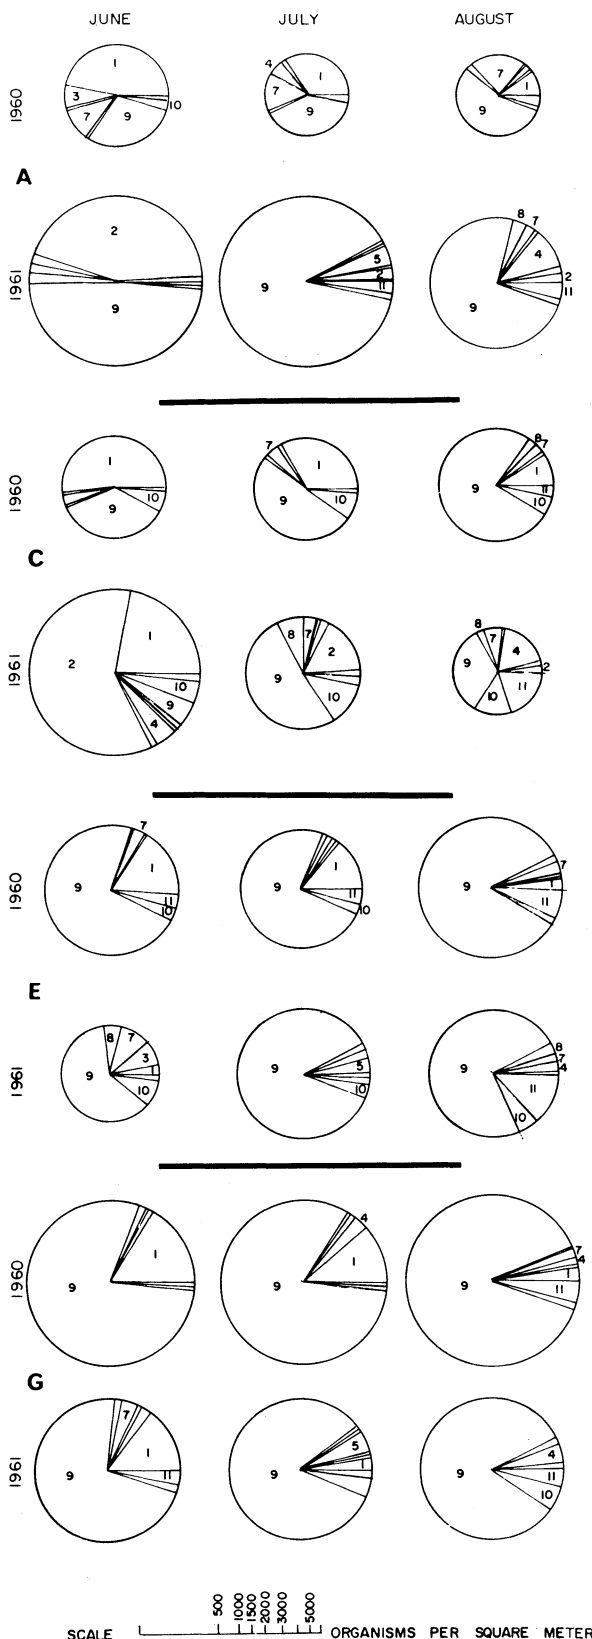 JUNE JULY AUGUST
1960
1 3 7 9 10
4 1 7 9
7 1 9
A
1961
2 9
5 2 11 9
8 7 4 2 11 9
1960
1 10 9
7 1 10 9
8 7 1 11 10 9
C
1961
2 1 10 9 4
8 7 2 9 10
8 7 4 2 9 11 10
1960
7 1 9 11 10
1 9 11 10
7 1 9 11
E
1961
8 7 3 1 9 10
5 9 10
8 7 4 9 11 10
1960
1 9
4 1 9
7 4 1 9 11
G
1961
7 1 9 11
5 1 9
4 9 11 10
500 1000 1500 2000 3000 5000
SCALE ORGANISMS PER SQUARE METER